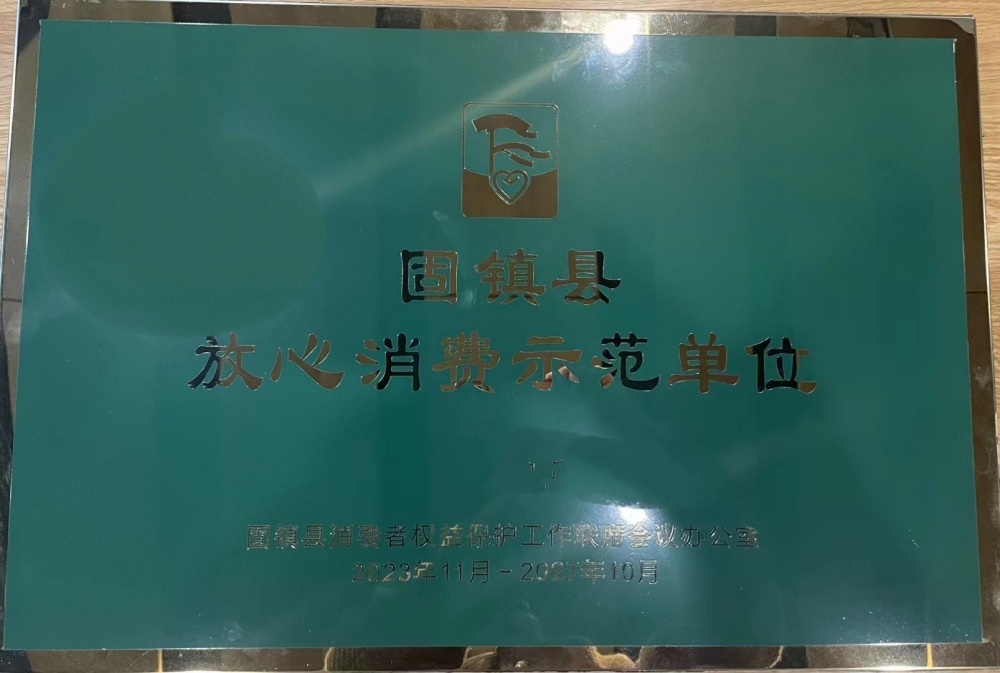 固镇县
放心消费示范单位
固镇县消费者权益保护工作联席会议办公室
2023年11月-2027年10月